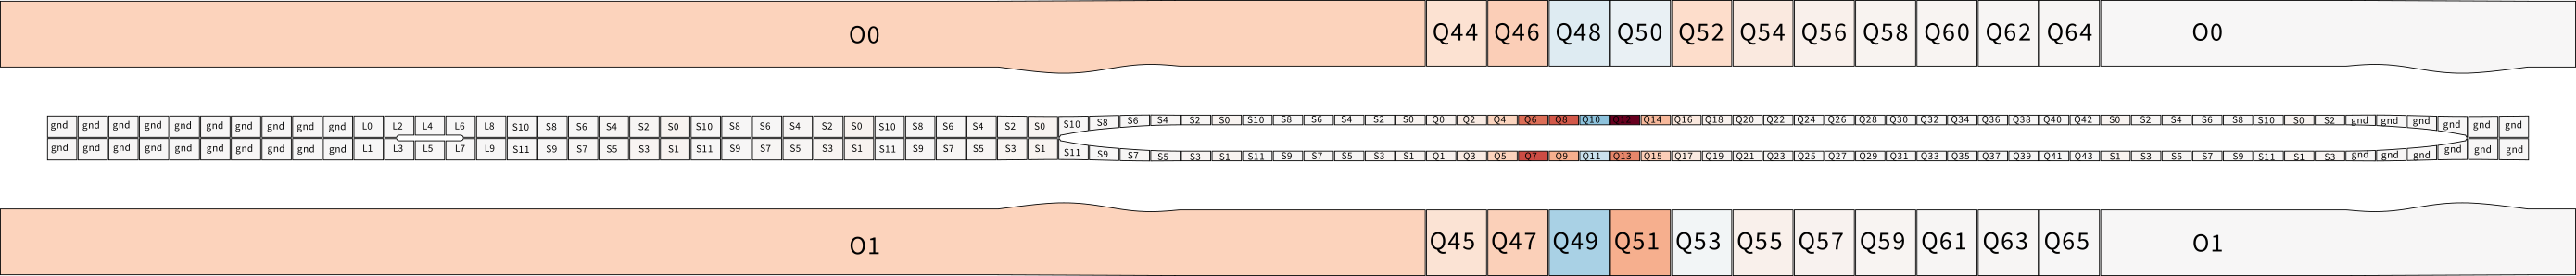 O0 Q44 Q46 Q48 Q50 Q52 Q54 Q56 Q58 Q60 Q62 Q64 O0
gnd gnd gnd gnd gnd gnd gnd gnd gnd gnd L0 L2 L4 L6 L8 S10 S8 S6 S4 S2 S0 S10 S8 S6 S4 S2 S0 S10 S8 S6 S4 S2 S0 S10 S8 S6 S4 S2 S0 S10 S8 S6 S4 S2 S0 Q0 Q2 Q4 Q6 Q8 Q10 Q12 Q14 Q16 Q18 Q20 Q22 Q24 Q26 Q28 Q30 Q32 Q34 Q36 Q38 Q40 Q42 S0 S2 S4 S6 S8 S10 S0 S2 gnd gnd gnd gnd gnd gnd
gnd gnd gnd gnd gnd gnd gnd gnd gnd gnd L1 L3 L5 L7 L9 S11 S9 S7 S5 S3 S1 S11 S9 S7 S5 S3 S1 S11 S9 S7 S5 S3 S1 S11 S9 S7 S5 S3 S1 S11 S9 S7 S5 S3 S1 Q1 Q3 Q5 Q7 Q9 Q11 Q13 Q15 Q17 Q19 Q21 Q23 Q25 Q27 Q29 Q31 Q33 Q35 Q37 Q39 Q41 Q43 S1 S3 S5 S7 S9 S11 S1 S3 gnd gnd gnd gnd gnd gnd
O1 Q45 Q47 Q49 Q51 Q53 Q55 Q57 Q59 Q61 Q63 Q65 O1